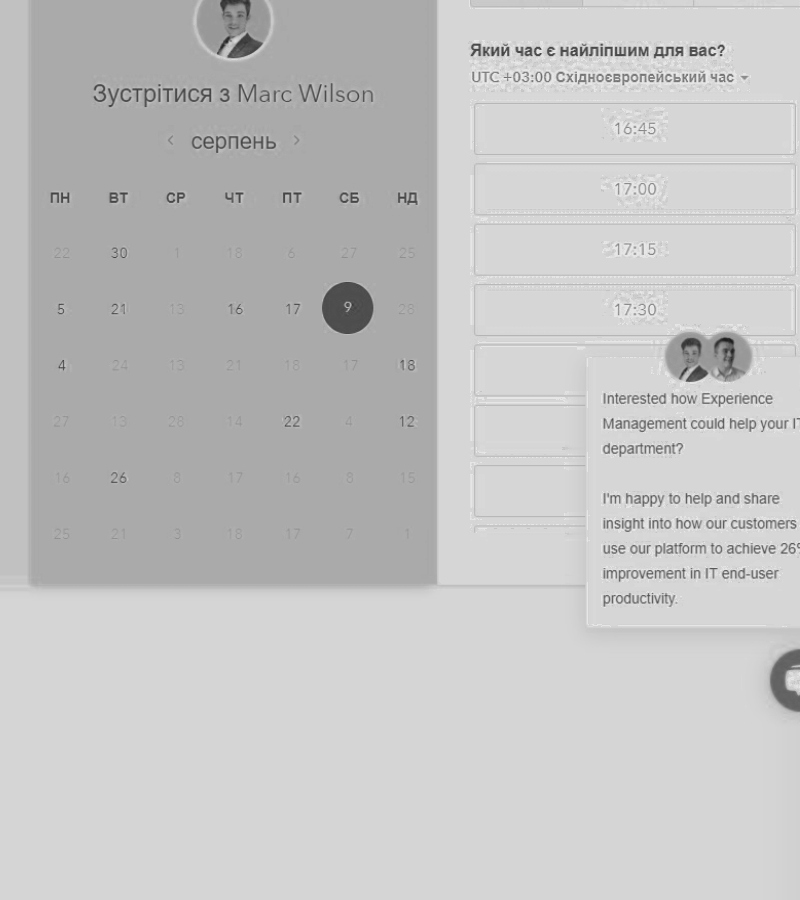 Зустрітися з Marc Wilson
серпень
ПН ВТ СР ЧТ ПТ СБ НД
22 30 1 18 6 27 25
5 21 13 16 17 9 28
4 24 13 21 18 17 18
27 13 28 14 22 4 12
16 26 8 17 16 8 15
25 21 3 18 17 7 1
Який час є найліпшим для вас?
UTC +03:00 Східноєвропейський час
16:45
17:00
17:15
17:30
Interested how Experience
Management could help your IT
department?
I'm happy to help and share
insight into how our customers
use our platform to achieve 26%
improvement in IT end-user
productivity.